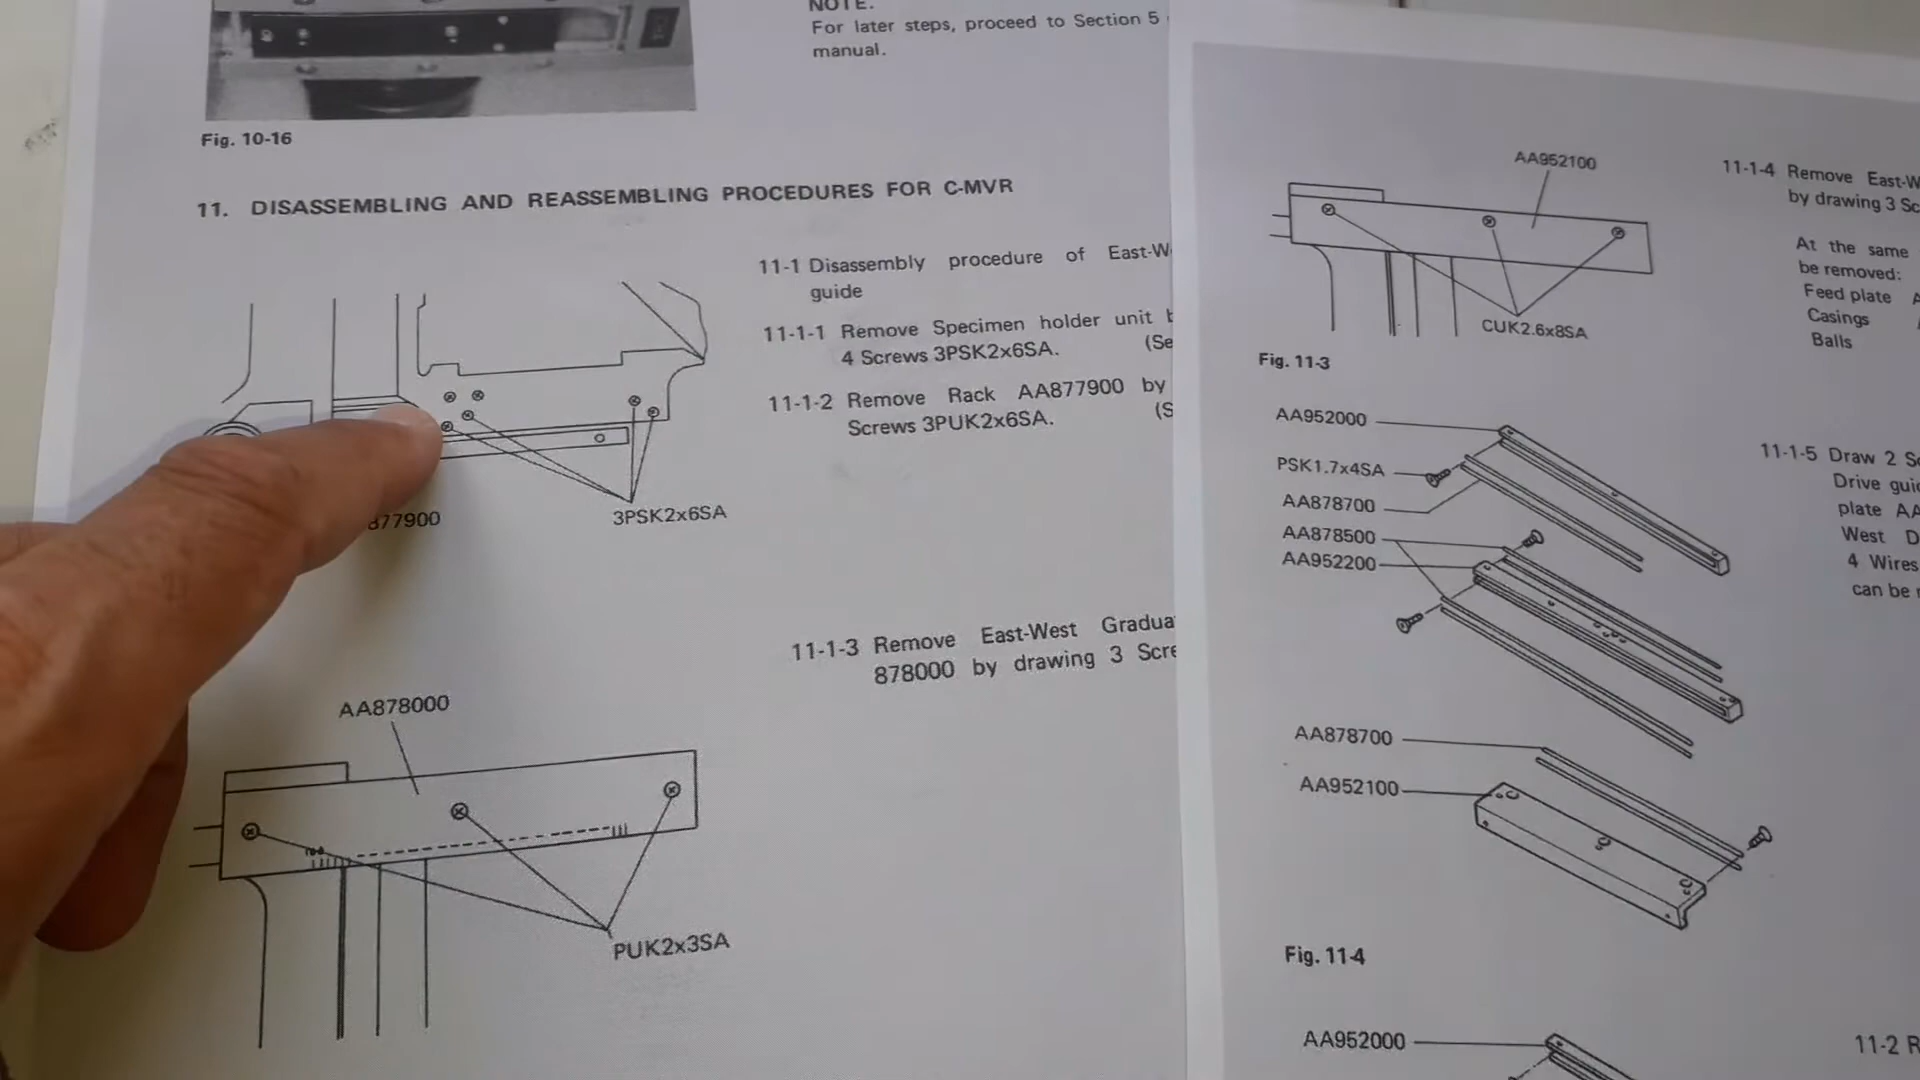 NOTE:
For later steps, proceed to Section 5
manual.
Fig. 10-16
11. DISASSEMBLING AND REASSEMBLING PROCEDURES FOR C-MVR
11-1 Disassembly procedure of East-W
guide
11-1-1 Remove Specimen holder unit
4 Screws 3PSK2x6SA. (Se
11-1-2 Remove Rack AA877900 by
Screws 3PUK2x6SA. (S
877900
3PSK2x6SA
11-1-3 Remove East-West Gradua
878000 by drawing 3 Scre
AA878000
PUK2x3SA
AA952100
CUK2.6x8SA
Fig. 11-3
11-1-4 Remove East-W
by drawing 3 Sc
At the same
be removed:
Feed plate A
Casings
Balls
AA952000
PSK1.7x4SA
AA878700
AA878500
AA952200
11-1-5 Draw 2 Sc
Drive guid
plate AA
West D
4 Wires
can be
AA878700
AA952100
Fig. 11-4
AA952000
11-2 R